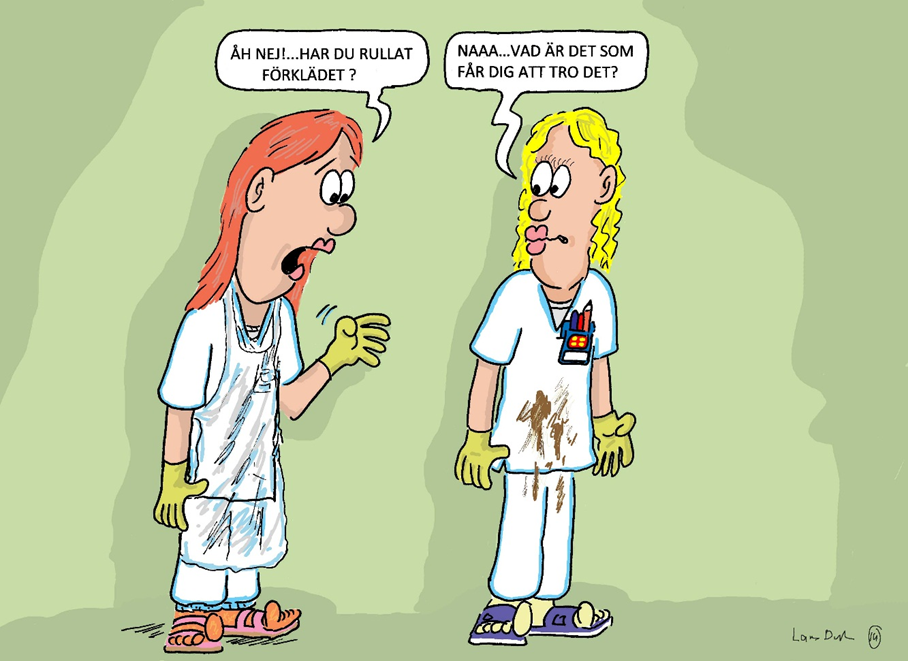 ÅH NEJ!...HAR DU RULLAT
FÖRKLÄDET ?
NAAA...VAD ÄR DET SOM
FÅR DIG ATT TRO DET?